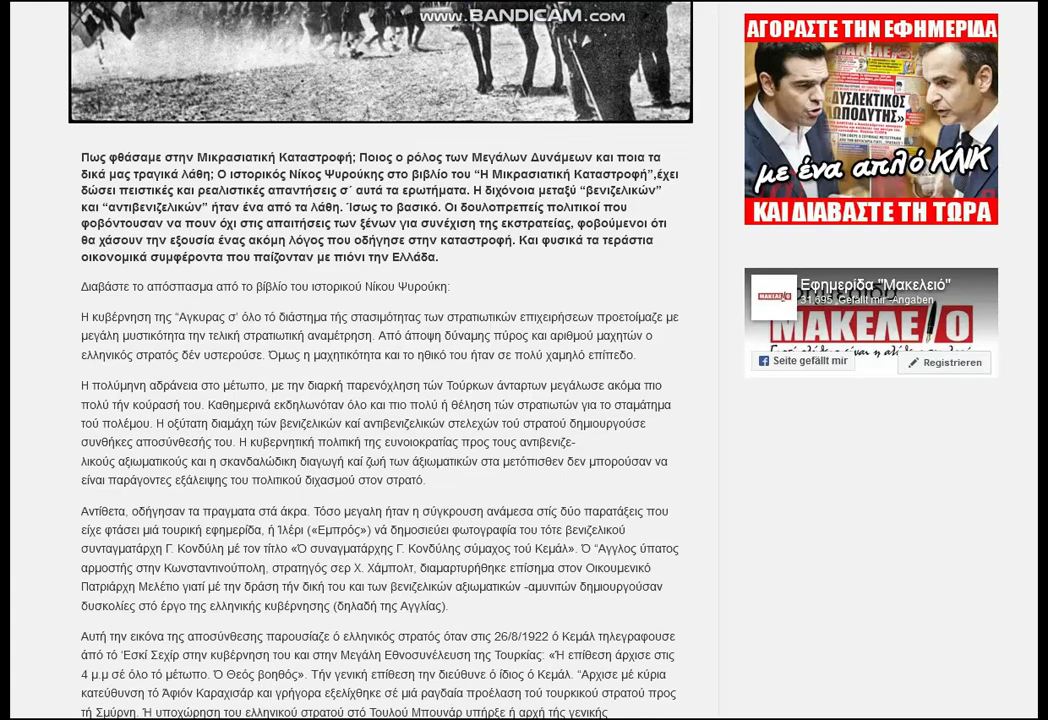 www.BANDICAM.com
Πως φθάσαμε στην Μικρασιατική Καταστροφή; Ποιος ο ρόλος των Μεγάλων Δυνάμεων και ποια τα
δικά μας τραγικά λάθη; Ο ιστορικός Νίκος Ψυρούκης στο βιβλίο του “Η Μικρασιατική Καταστροφή”,έχει
δώσει πειστικές και ρεαλιστικές απαντήσεις σ΄ αυτά τα ερωτήματα. Η διχόνοια μεταξύ “βενιζελικών”
και “αντιβενιζελικών” ήταν ένα από τα λάθη. Ίσως το βασικό. Οι δουλοπρεπείς πολιτικοί που
φοβόντουσαν να πουν όχι στις απαιτήσεις των ξένων για συνέχιση της εκστρατείας, φοβούμενοι ότι
θα χάσουν την εξουσία ένας ακόμη λόγος που οδήγησε στην καταστροφή. Και φυσικά τα τεράστια
οικονομικά συμφέροντα που παίζονταν με πιόνι την Ελλάδα.
Διαβάστε το απόσπασμα από το βίβλίο του ιστορικού Νίκου Ψυρούκη:
Η κυβέρνηση της “Αγκυρας σ’ όλο τό διάστημα τής στασιμότητας των στρατιωτικών επιχειρήσεων προετοίμαζε με
μεγάλη μυστικότητα την τελική στρατιωτική αναμέτρηση. Από άποψη δύναμης πύρος και αριθμού μαχητών ο
ελληνικός στρατός δέν υστερούσε. Όμως η μαχητικότητα και το ηθικό του ήταν σε πολύ χαμηλό επίπεδο.
Η πολύμηνη αδράνεια στο μέτωπο, με την διαρκή παρενόχληση τών Τούρκων άνταρτων μεγάλωσε ακόμα πιο
πολύ τήν κούρασή του. Καθημερινά εκδηλωνόταν όλο και πιο πολύ ή θέληση τών στρατιωτών για το σταμάτημα
τού πολέμου. Η οξύτατη διαμάχη τών βενιζελικών καί αντιβενιζελικών στελεχών τού στρατού δημιουργούσε
συνθήκες αποσύνθεσής του. Η κυβερνητική πολιτική της ευνοιοκρατίας προς τους αντιβενιζε-
λικούς αξιωματικούς και η σκανδαλώδικη διαγωγή καί ζωή των άξιωματικών στα μετόπισθεν δεν μπορούσαν να
είναι παράγοντες εξάλειψης του πολιτικού διχασμού στον στρατό.
Αντίθετα, οδήγησαν τα πραγματα στά άκρα. Τόσο μεγαλη ήταν η σύγκρουση ανάμεσα στίς δύο παρατάξεις που
είχε φτάσει μιά τουρική εφημερίδα, ή Ίλέρι («Εμπρός») νά δημοσιεύει φωτογραφία του τότε βενιζελικού
συνταγματάρχη Γ. Κονδύλη μέ τον τίτλο «Ό συναγματάρχης Γ. Κονδύλης σύμαχος τού Κεμάλ». Ό “Αγγλος ύπατος
αρμοστής στην Κωνσταντινούπολη, στρατηγός σερ Χ. Χάμπολτ, διαμαρτυρήθηκε επίσημα στον Οικουμενικό
Πατριάρχη Μελέτιο γιατί μέ την δράση τήν δική του και των βενιζελικών αξιωματικών -αμυνιτών δημιουργούσαν
δυσκολίες στό έργο της ελληνικής κυβέρνησης (δηλαδή της Αγγλίας).
Αυτή την εικόνα της αποσύνθεσης παρουσίαζε ό ελληνικός στρατός όταν στις 26/8/1922 ό Κεμάλ τηλεγραφουσε
άπό τό ‘Εσκί Σεχίρ στην κυβέρνηση του και στην Μεγάλη Εθνοσυνέλευση της Τουρκίας: «Ή επίθεση άρχισε στις
4 μ.μ σέ όλο τό μέτωπο. Ό Θεός βοηθός». Τήν γενική επίθεση την διεύθυνε ό ίδιος ό Κεμάλ. “Αρχισε μέ κύρια
κατεύθυνση τό Άφιόν Καραχισάρ και γρήγορα εξελίχθηκε σέ μιά ραγδαία προέλαση τού τουρκικού στρατού προς
τή Σμύρνη. Ή υποχώρηση του ελληνικού στρατού στό Τουλού Μπουνάρ υπήρξε ή αρχή τής γενικής
ΑΓΟΡΑΣΤΕ ΤΗΝ ΕΦΗΜΕΡΙΔΑ
ΜΑΚΕΛΕΙΟ
ΔΥΣΛΕΚΤΙΚΟΣ
με ένα απλό ΚΛΙΚ
ΚΑΙ ΔΙΑΒΑΣΤΕ ΤΗ ΤΩΡΑ
Εφημερίδα "Μακελειό"
31.695 „Gefällt mir“-Angaben
ΜΑΚΕΛΕΙΟ
Seite gefällt mir
Registrieren